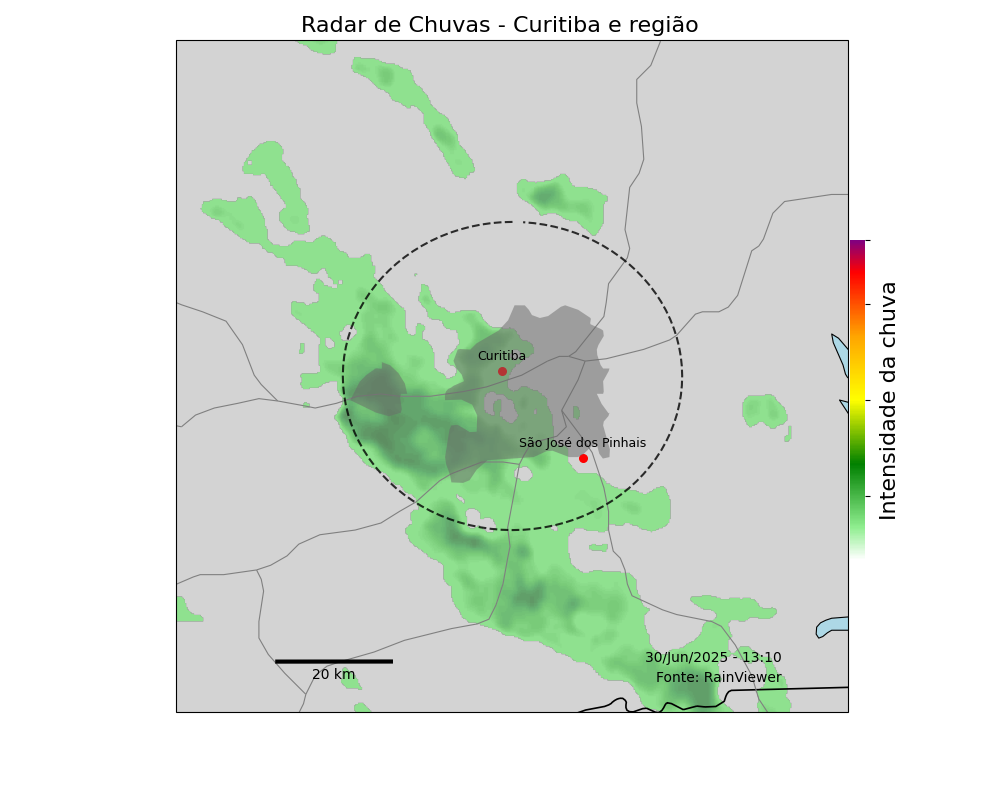 Radar de Chuvas - Curitiba e região
Curitiba
São José dos Pinhais
Intensidade da chuva
30/Jun/2025 - 13:10
Fonte: RainViewer
20 km